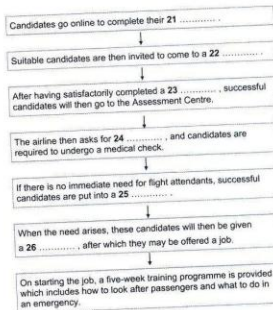 Candidates go online to complete their 21 ............ .
Suitable candidates are then invited to come to a 22 ............ .
After having satisfactorily completed a 23 ............ , successful
candidates will then go to the Assessment Centre.
The airline then asks for 24 ............ , and candidates are
required to undergo a medical check.
If there is no immediate need for flight attendants, successful
candidates are put into a 25 ............ .
When the need arises, these candidates will then be given
a 26 ............ , after which they may be offered a job.
On starting the job, a five-week training programme is provided
which includes how to look after passengers and what to do in
an emergency.